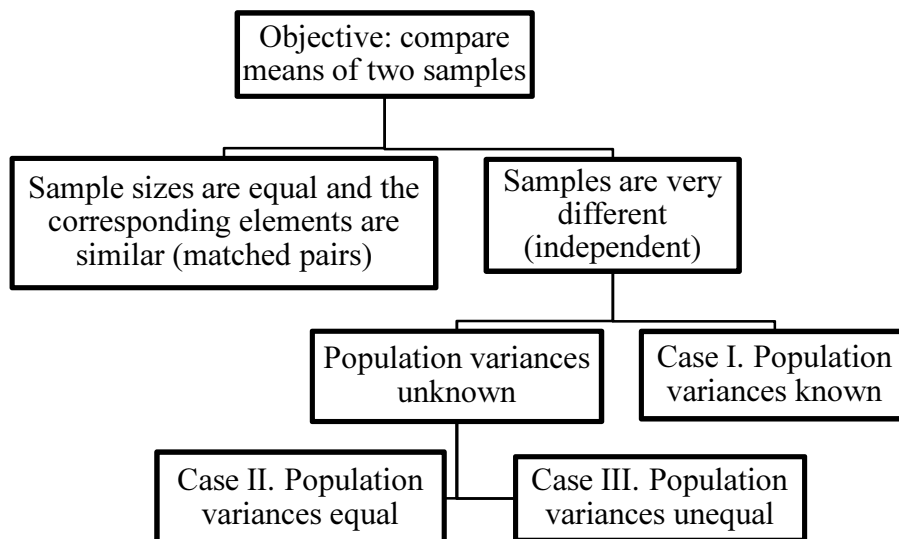 Objective: compare
means of two samples
Sample sizes are equal and the
corresponding elements are
similar (matched pairs)
Samples are very
different
(independent)
Population variances
unknown
Case I. Population
variances known
Case II. Population
variances equal
Case III. Population
variances unequal